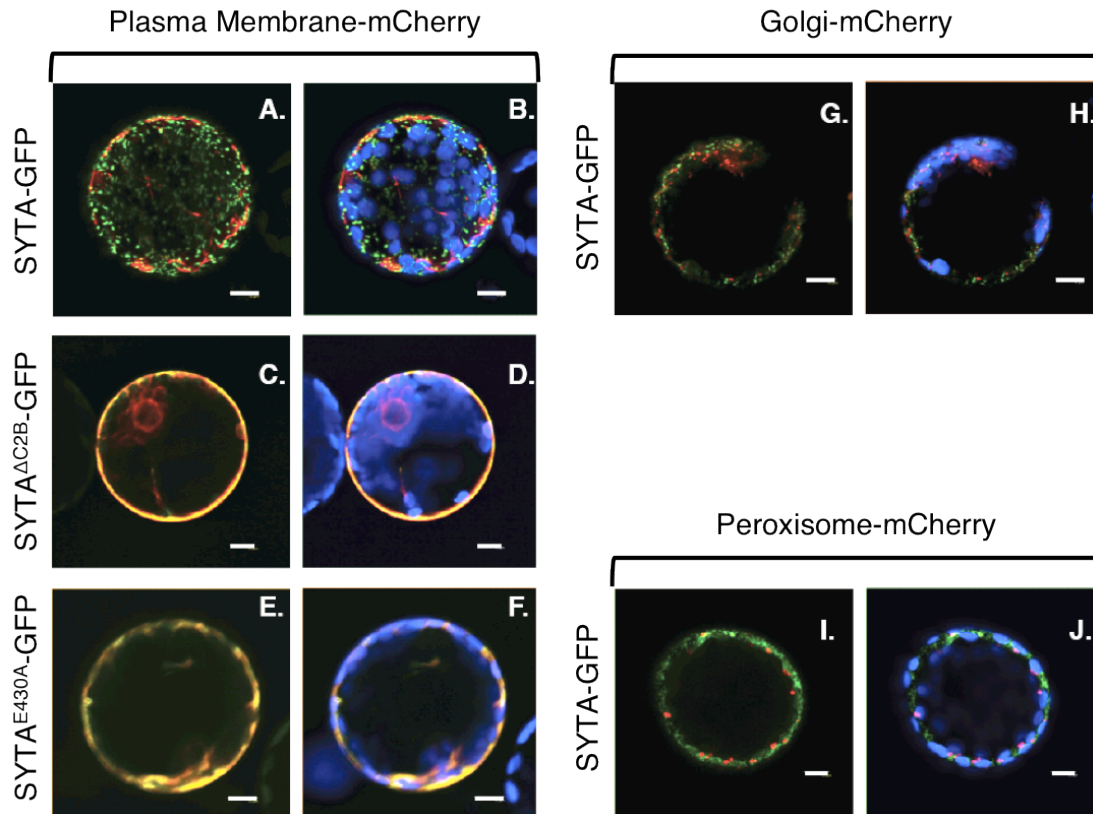 Plasma Membrane-mCherry
Golgi-mCherry
SYTA-GFP
A.
B.
SYTA-GFP
G.
H.
SYTAΔC2B-GFP
C.
D.
Peroxisome-mCherry
SYTAE430A-GFP
E.
F.
SYTA-GFP
I.
J.